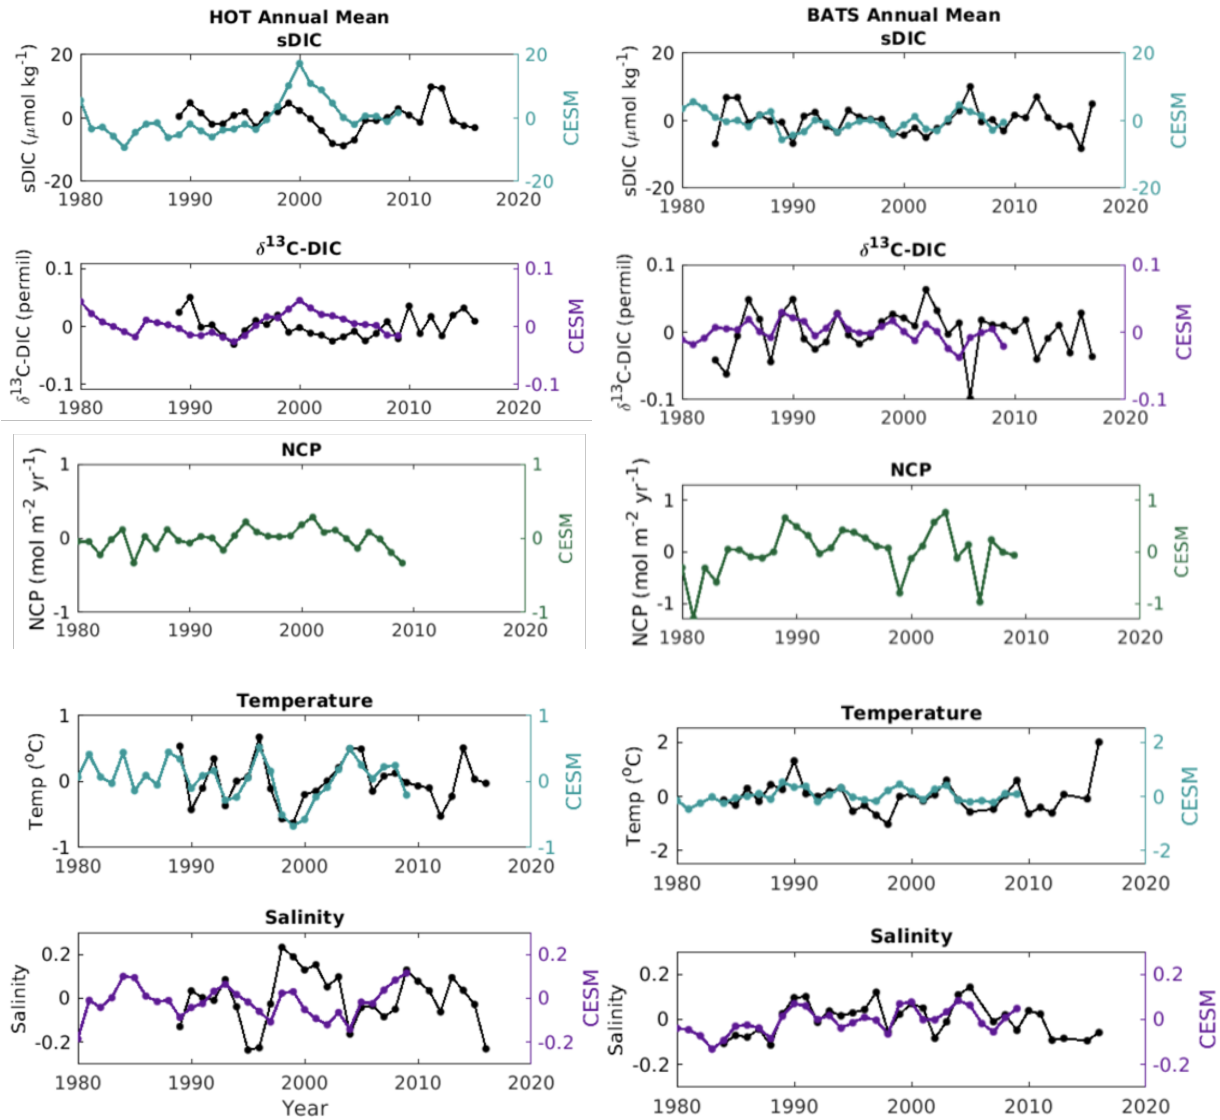 HOT Annual Mean
sDIC
sDIC (μmol kg⁻¹)
20
0
-20
20
0
-20
CESM
1980 1990 2000 2010 2020
δ¹³C-DIC
δ¹³C-DIC (permil)
0.1
0
-0.1
0.1
0
-0.1
CESM
1980 1990 2000 2010 2020
NCP
NCP (mol m⁻² yr⁻¹)
1
0
-1
1
0
-1
CESM
1980 1990 2000 2010 2020
Temperature
Temp (⁰C)
1
0
-1
1
0
-1
CESM
1980 1990 2000 2010 2020
Salinity
Salinity
0.2
0
-0.2
0.2
0
-0.2
CESM
1980 1990 2000 2010 2020
Year
BATS Annual Mean
sDIC
sDIC (μmol kg⁻¹)
20
0
-20
20
0
-20
CESM
1980 1990 2000 2010 2020
δ¹³C-DIC
δ¹³C-DIC (permil)
0.1
0
-0.1
0.1
0
-0.1
CESM
1980 1990 2000 2010 2020
NCP
NCP (mol m⁻² yr⁻¹)
1
0
-1
1
0
-1
CESM
1980 1990 2000 2010 2020
Temperature
Temp (⁰C)
2
0
-2
2
0
-2
CESM
1980 1990 2000 2010 2020
Salinity
Salinity
0.2
0
-0.2
0.2
0
-0.2
CESM
1980 1990 2000 2010 2020